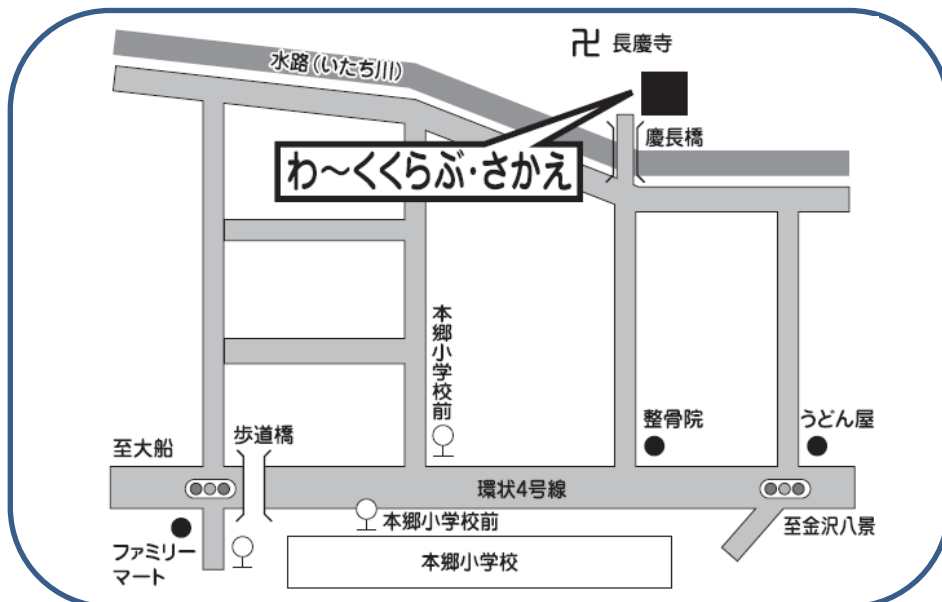 卍 長慶寺
水路(いたち川)
慶長橋
わ～くくらぶ・さかえ
本郷小学校前
整骨院
うどん屋
歩道橋
至大船
環状4号線
本郷小学校前
至金沢八景
ファミリー
マート
本郷小学校